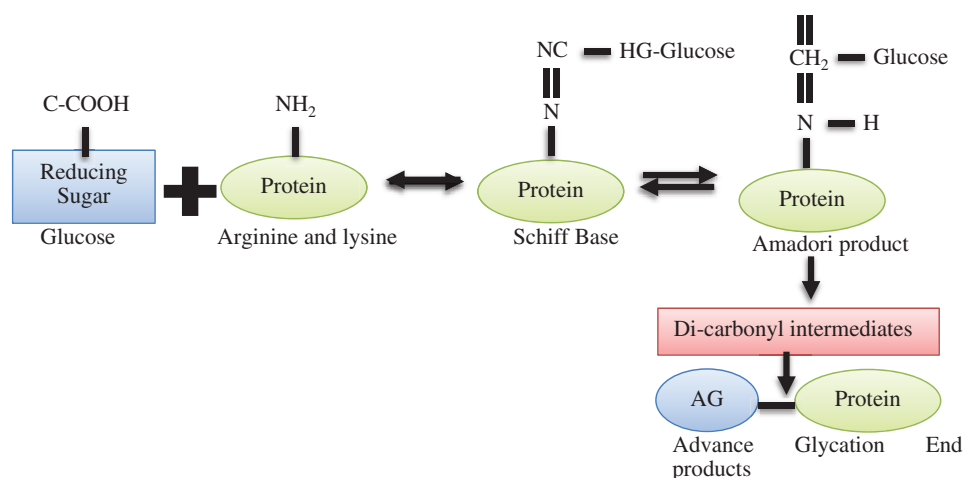 NC
HG-Glucose
CH₂
Glucose
C-COOH
NH₂
N
N
H
Reducing
Sugar
Protein
Protein
Protein
Glucose
Arginine and lysine
Schiff Base
Amadori product
Di-carbonyl intermediates
AG
Protein
Advance Glycation End
products